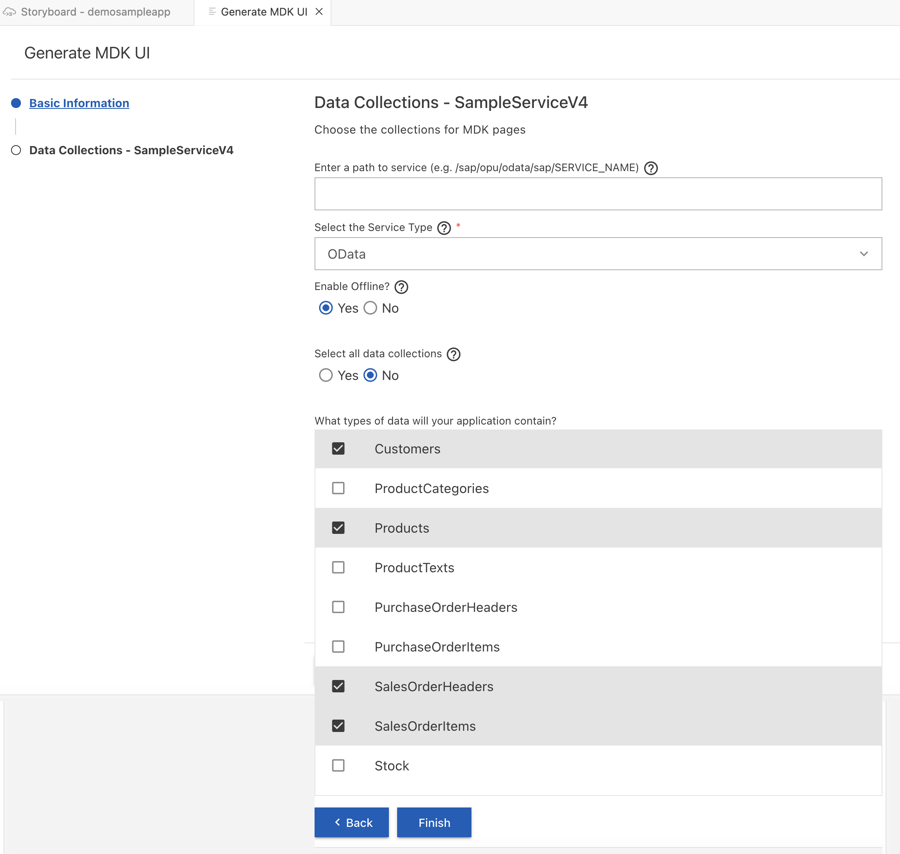 Storyboard - demosampleapp
Generate MDK UI
Generate MDK UI
Basic Information
Data Collections - SampleServiceV4
Data Collections - SampleServiceV4
Choose the collections for MDK pages
Enter a path to service (e.g. /sap/opu/odata/sap/SERVICE_NAME)
Select the Service Type *
OData
Enable Offline?
Yes No
Select all data collections
Yes No
What types of data will your application contain?
Customers
ProductCategories
Products
ProductTexts
PurchaseOrderHeaders
PurchaseOrderItems
SalesOrderHeaders
SalesOrderItems
Stock
Back Finish